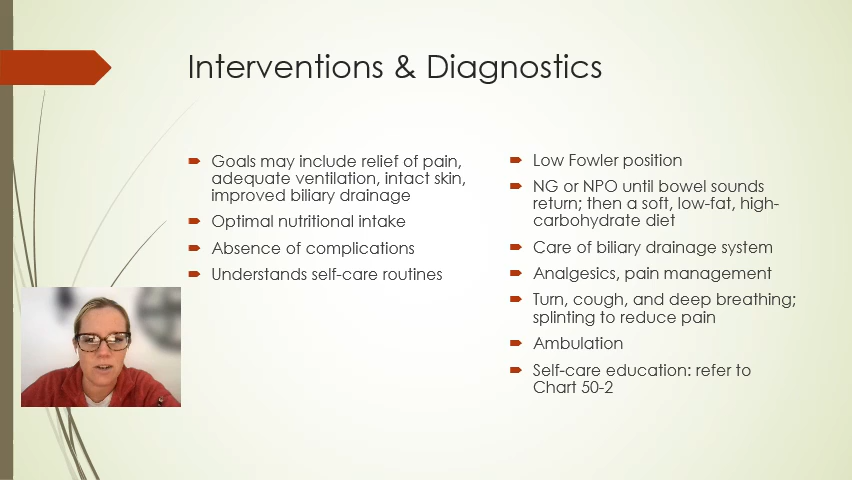 Interventions & Diagnostics
Goals may include relief of pain,
adequate ventilation, intact skin,
improved biliary drainage
Optimal nutritional intake
Absence of complications
Understands self-care routines
Low Fowler position
NG or NPO until bowel sounds
return; then a soft, low-fat, high-
carbohydrate diet
Care of biliary drainage system
Analgesics, pain management
Turn, cough, and deep breathing;
splinting to reduce pain
Ambulation
Self-care education: refer to
Chart 50-2